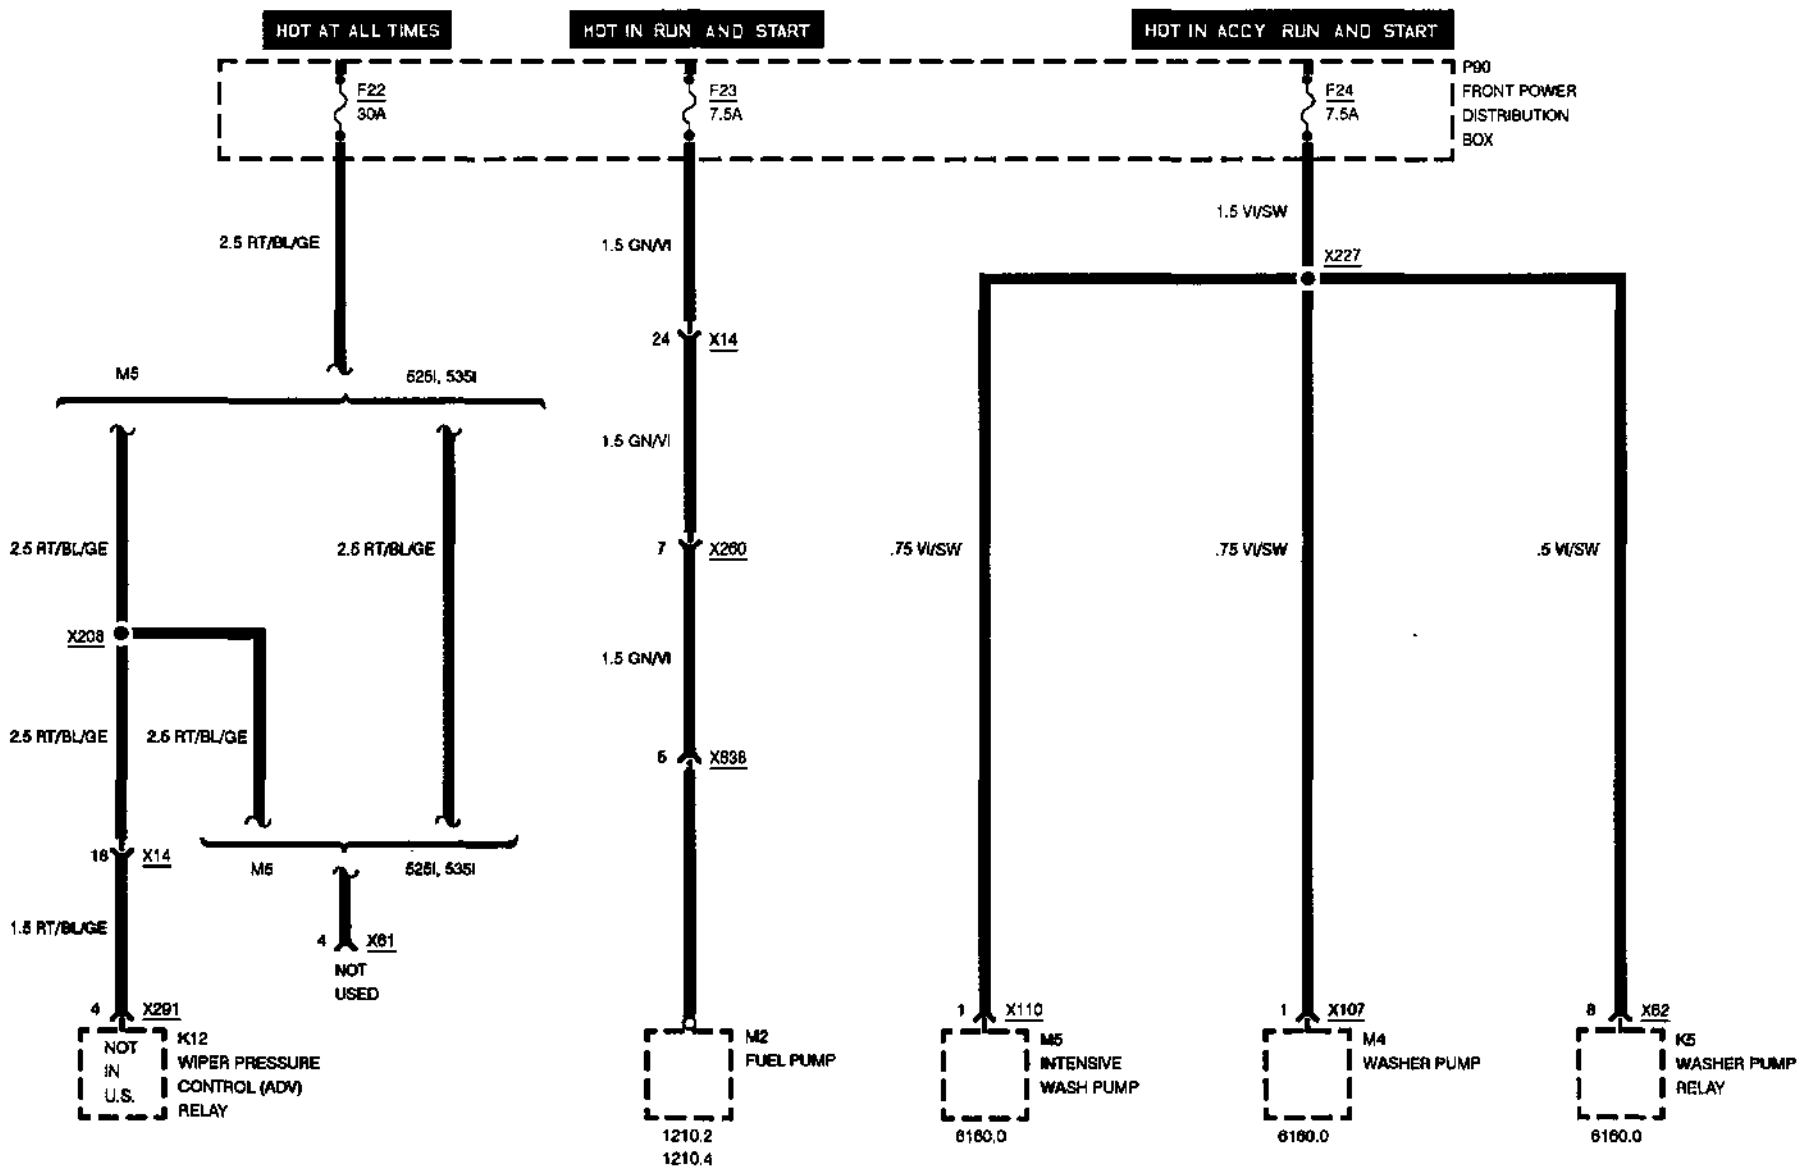 HOT AT ALL TIMES
HOT IN RUN AND START
HOT IN ACCY RUN AND START
F22
30A
F23
7.5A
F24
7.5A
P90
FRONT POWER
DISTRIBUTION
BOX
2.5 RT/BL/GE
1.5 GN/VI
1.5 VI/SW
X227
24
X14
M5
525I, 535I
1.5 GN/VI
2.5 RT/BL/GE
2.5 RT/BL/GE
7
X260
.75 VI/SW
.75 VI/SW
.5 VI/SW
X208
1.5 GN/VI
2.5 RT/BL/GE
2.5 RT/BL/GE
5
X638
16
X14
M5
525I, 535I
1.5 RT/BL/GE
4
X61
NOT
USED
4
X291
1
X110
1
X107
8
X62
NOT
IN
U.S.
K12
WIPER PRESSURE
CONTROL (ADV)
RELAY
M2
FUEL PUMP
M5
INTENSIVE
WASH PUMP
M4
WASHER PUMP
K5
WASHER PUMP
RELAY
1210.2
1210.4
6160.0
6160.0
6160.0